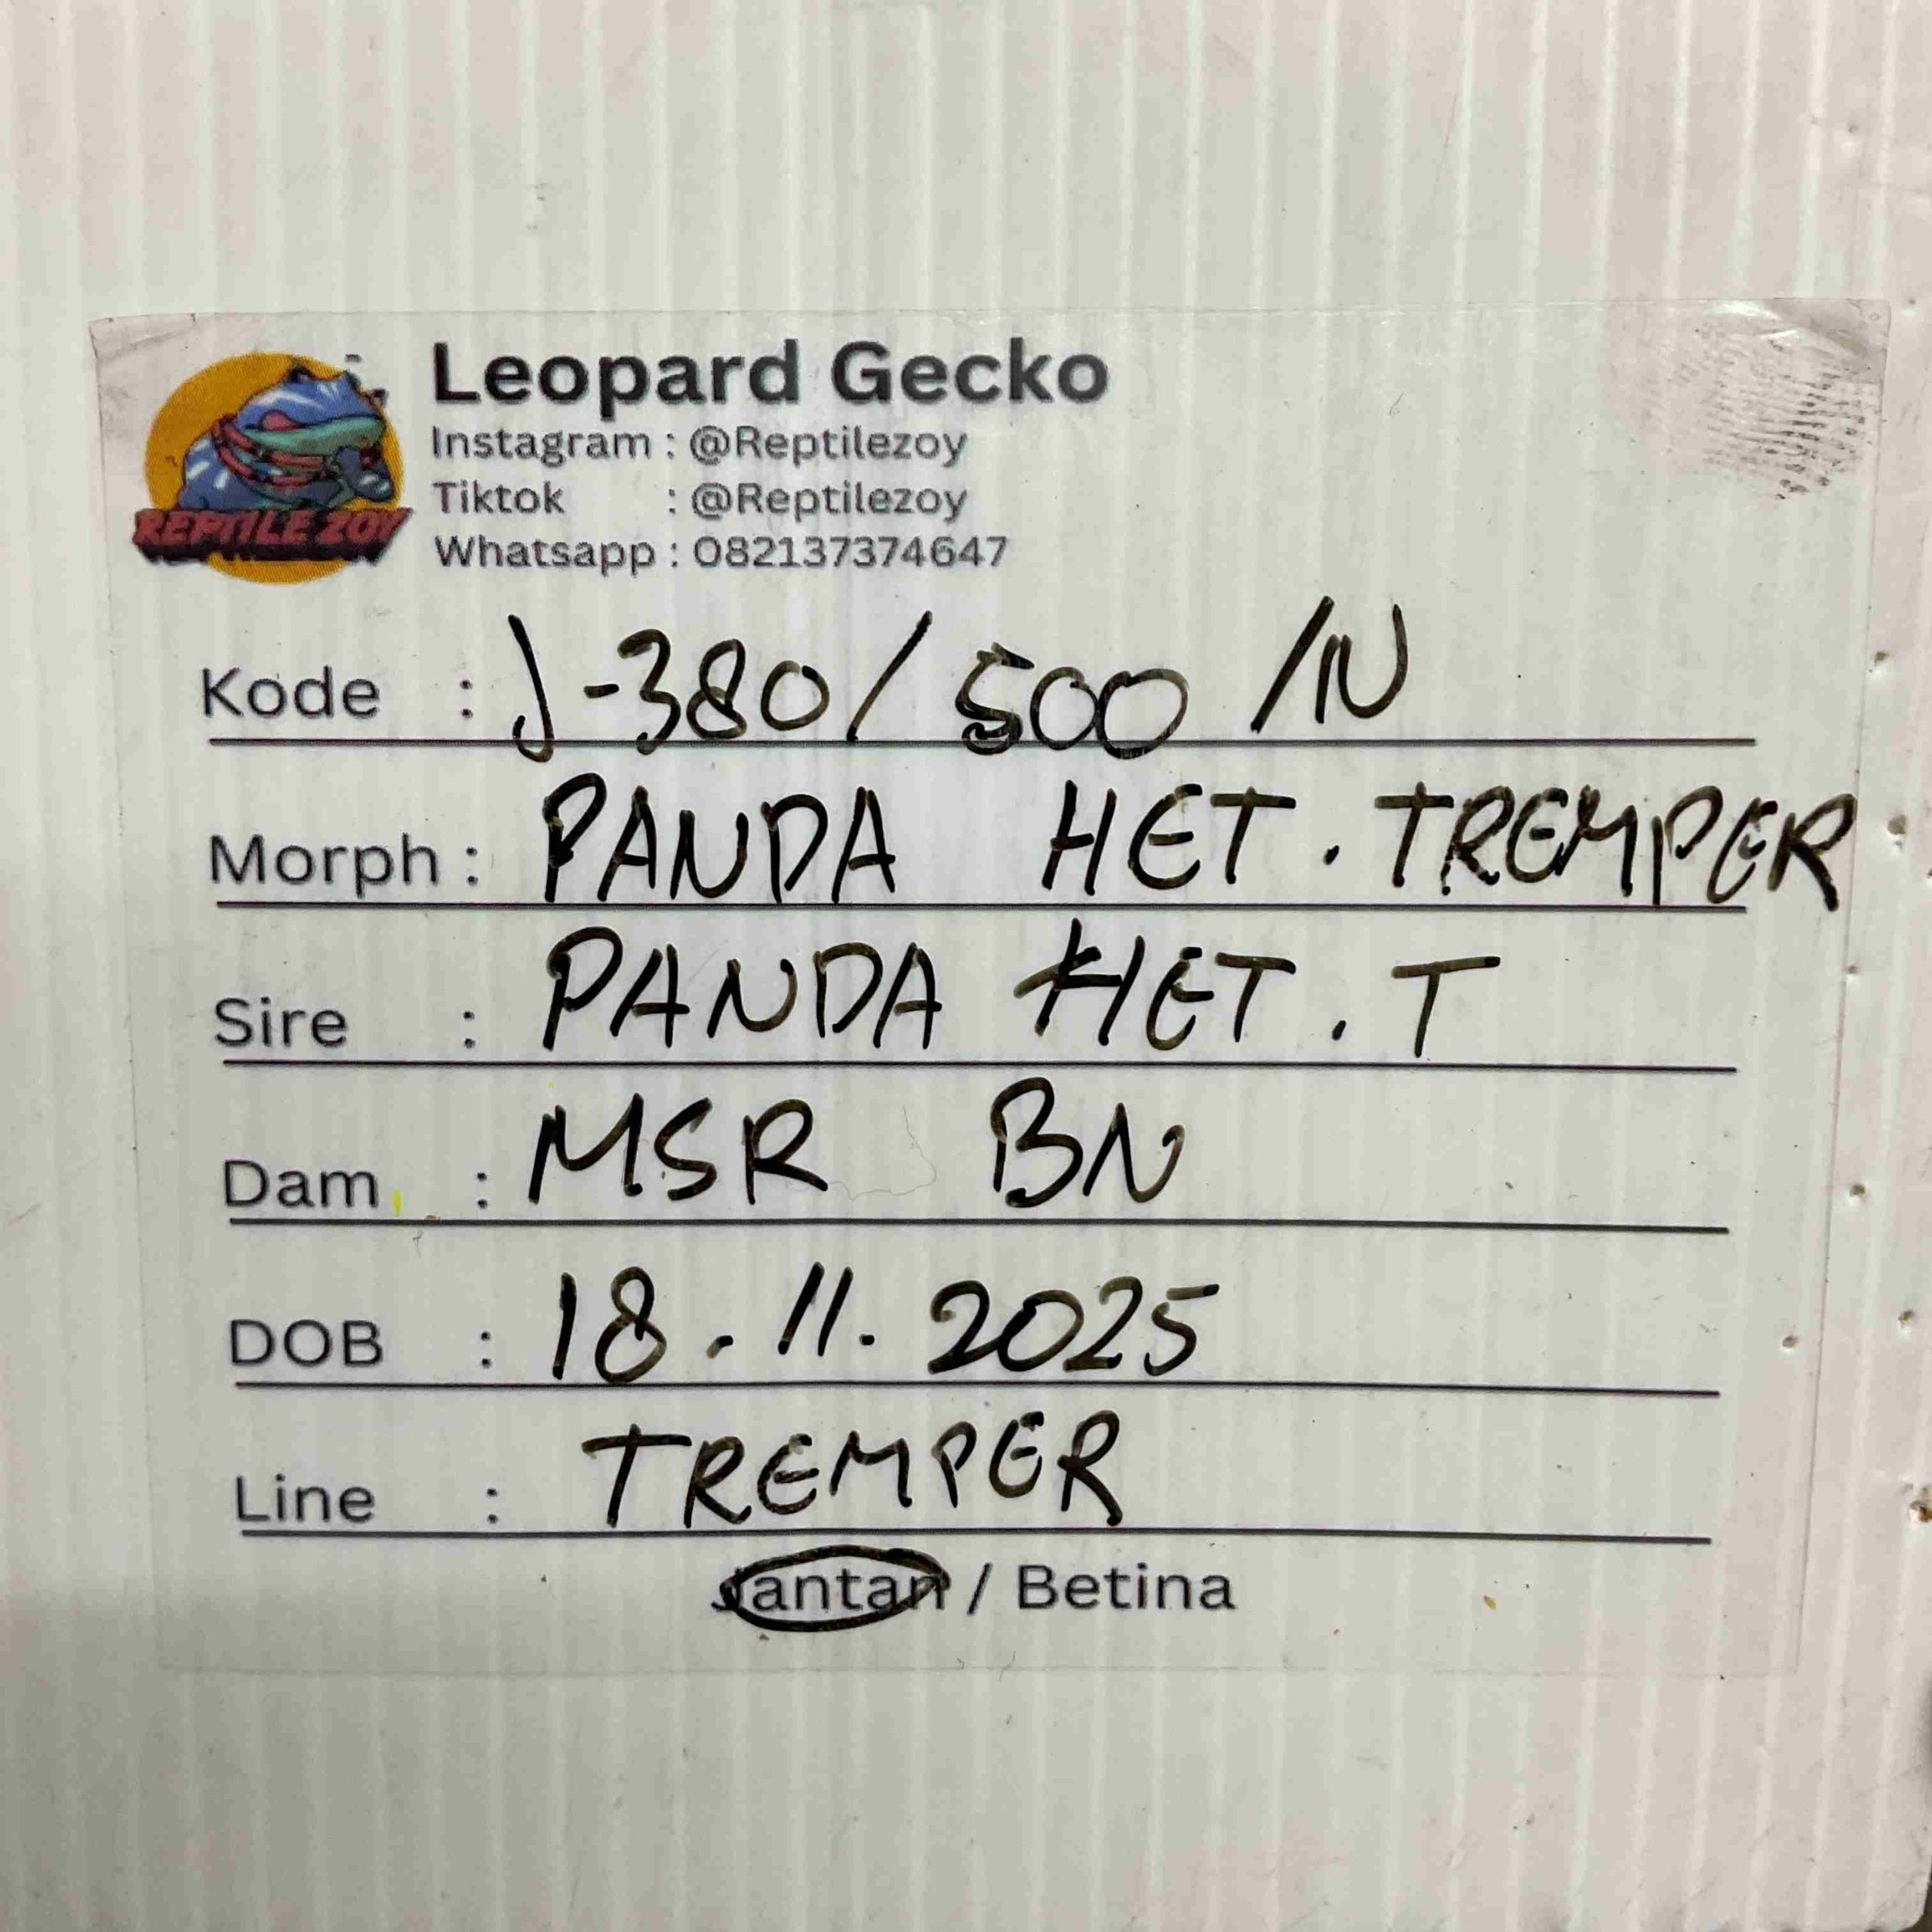 REPTILE ZOY
Leopard Gecko
Instagram : @Reptilezoy
Tiktok : @Reptilezoy
Whatsapp : 082137374647
Kode : J-380/500/N
Morph : PANDA HET. TREMPER
Sire : PANDA HET. T
Dam : MSR BN
DOB : 18.11.2025
Line : TREMPER
Jantan / Betina